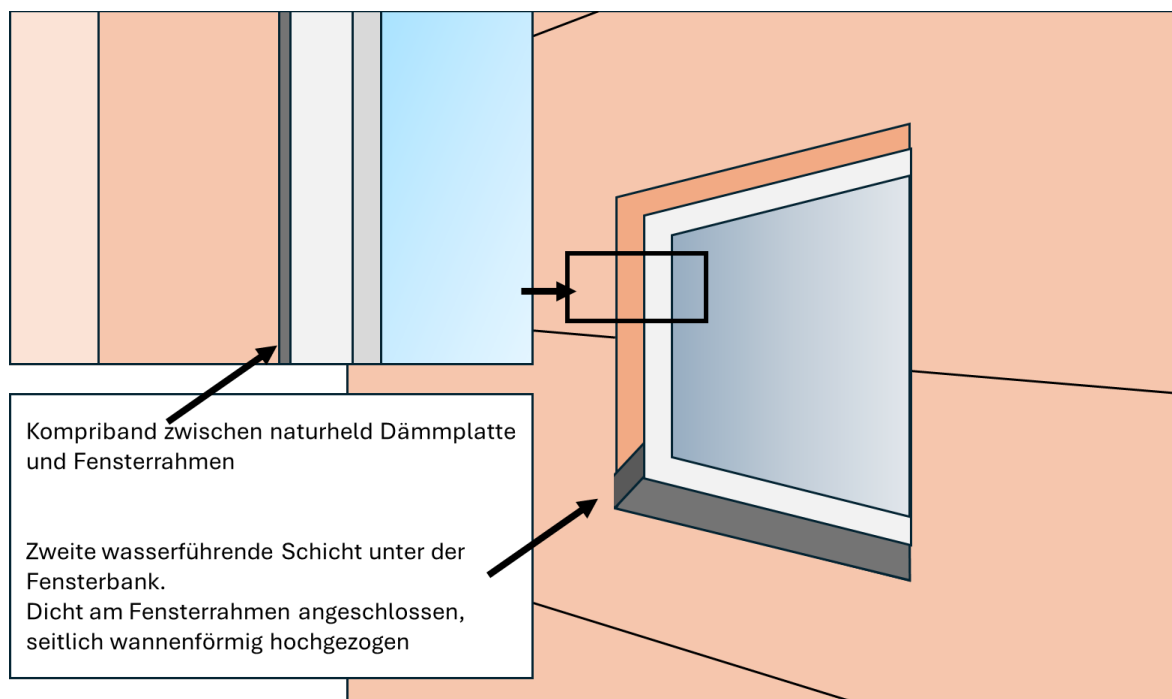 Kompriband zwischen naturheld Dämmplatte
und Fensterrahmen
Zweite wasserführende Schicht unter der
Fensterbank.
Dicht am Fensterrahmen angeschlossen,
seitlich wannenförmig hochgezogen